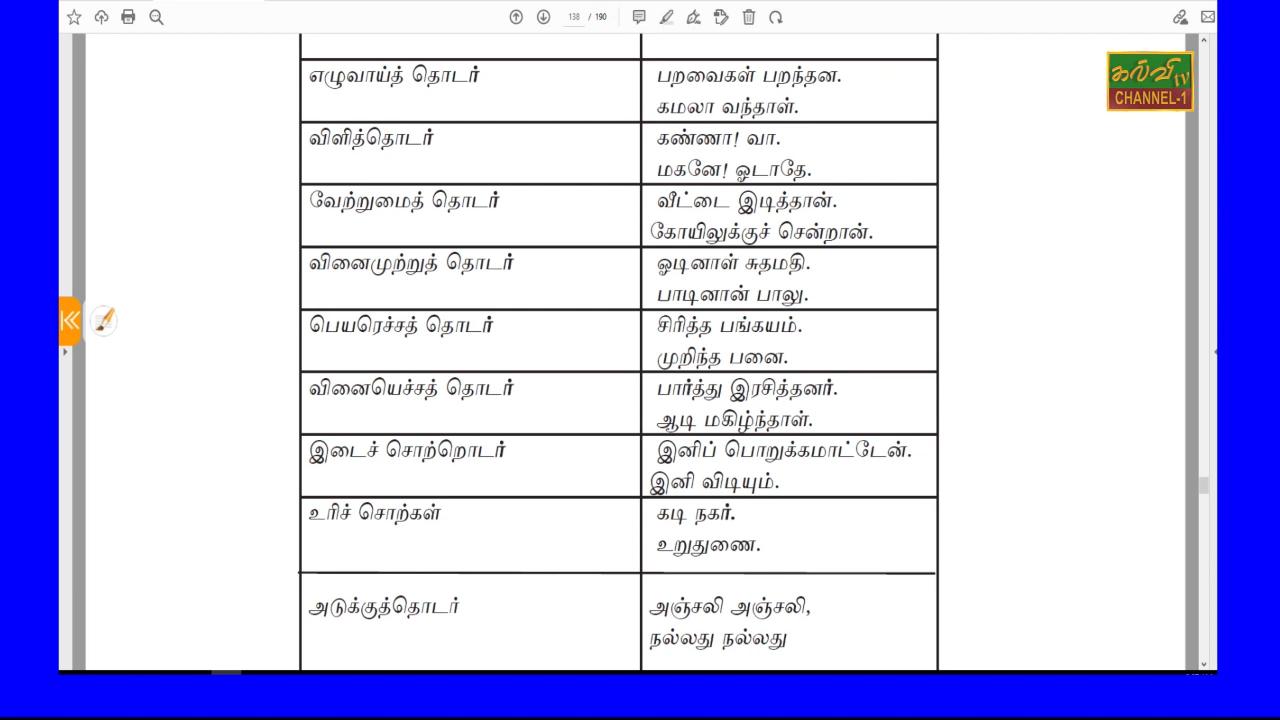 138 / 190
கல்வி tv
CHANNEL-1
எழுவாய்த் தொடர்
பறவைகள் பறந்தன.
கமலா வந்தாள்.
விளித்தொடர்
கண்ணா! வா.
மகனே! ஓடாதே.
வேற்றுமைத் தொடர்
வீட்டை இடித்தான்.
கோயிலுக்குச் சென்றான்.
வினைமுற்றுத் தொடர்
ஓடினாள் சுதமதி.
பாடினான் பாலு.
பெயரெச்சத் தொடர்
சிரித்த பங்கயம்.
முறிந்த பனை.
வினையெச்சத் தொடர்
பார்த்து இரசித்தனர்.
ஆடி மகிழ்ந்தாள்.
இடைச் சொற்றொடர்
இனிப் பொறுக்கமாட்டேன்.
இனி விடியும்.
உரிச் சொற்கள்
கடி நகர்.
உறுதுணை.
அடுக்குத்தொடர்
அஞ்சலி அஞ்சலி,
நல்லது நல்லது